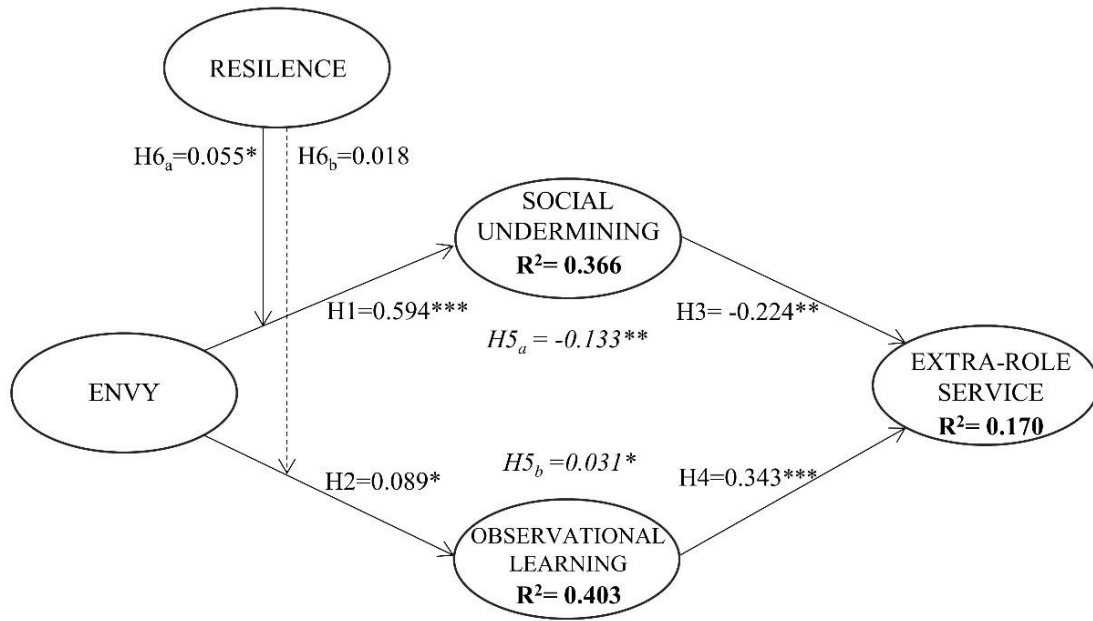 RESILENCE
H6a=0.055*
H6b=0.018
SOCIAL
UNDERMINING
R²= 0.366
H1=0.594***
H3= -0.224**
H5a = -0.133**
ENVY
EXTRA-ROLE
SERVICE
R²= 0.170
H5b = 0.031*
H2=0.089*
H4=0.343***
OBSERVATIONAL
LEARNING
R²= 0.403